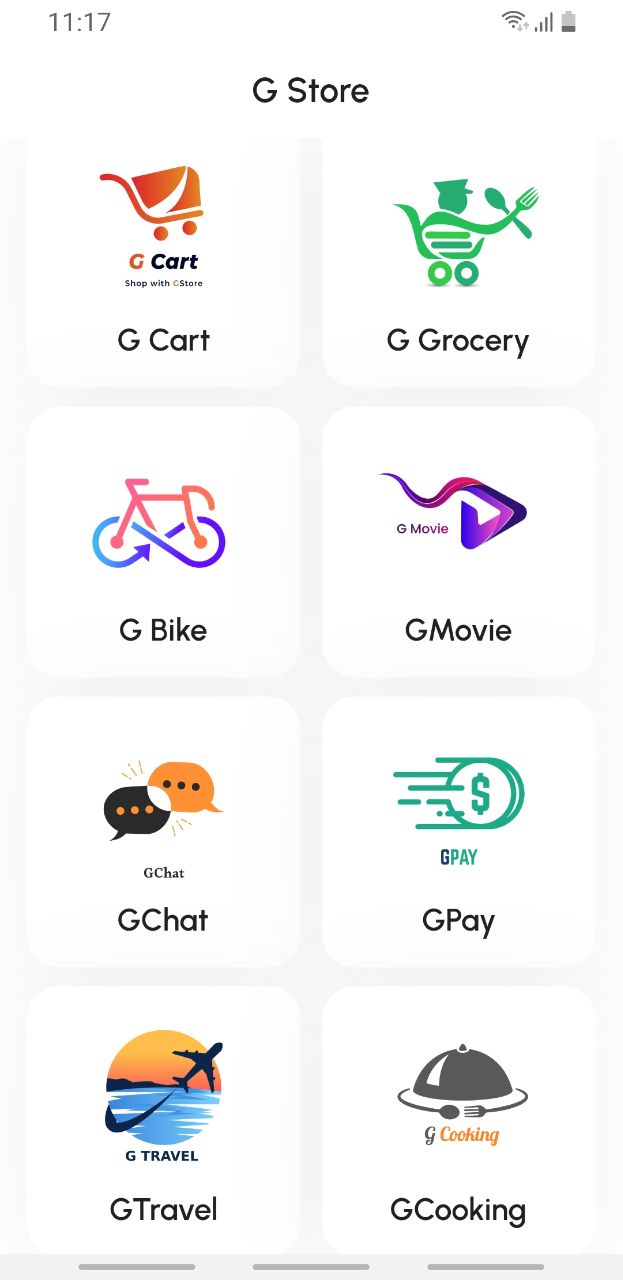 11:17
G Store
G Cart
Shop with GStore
G Cart
G Grocery
G Movie
G Bike
GMovie
GChat
GPAY
GChat
GPay
G TRAVEL
G Cooking
GTravel
GCooking